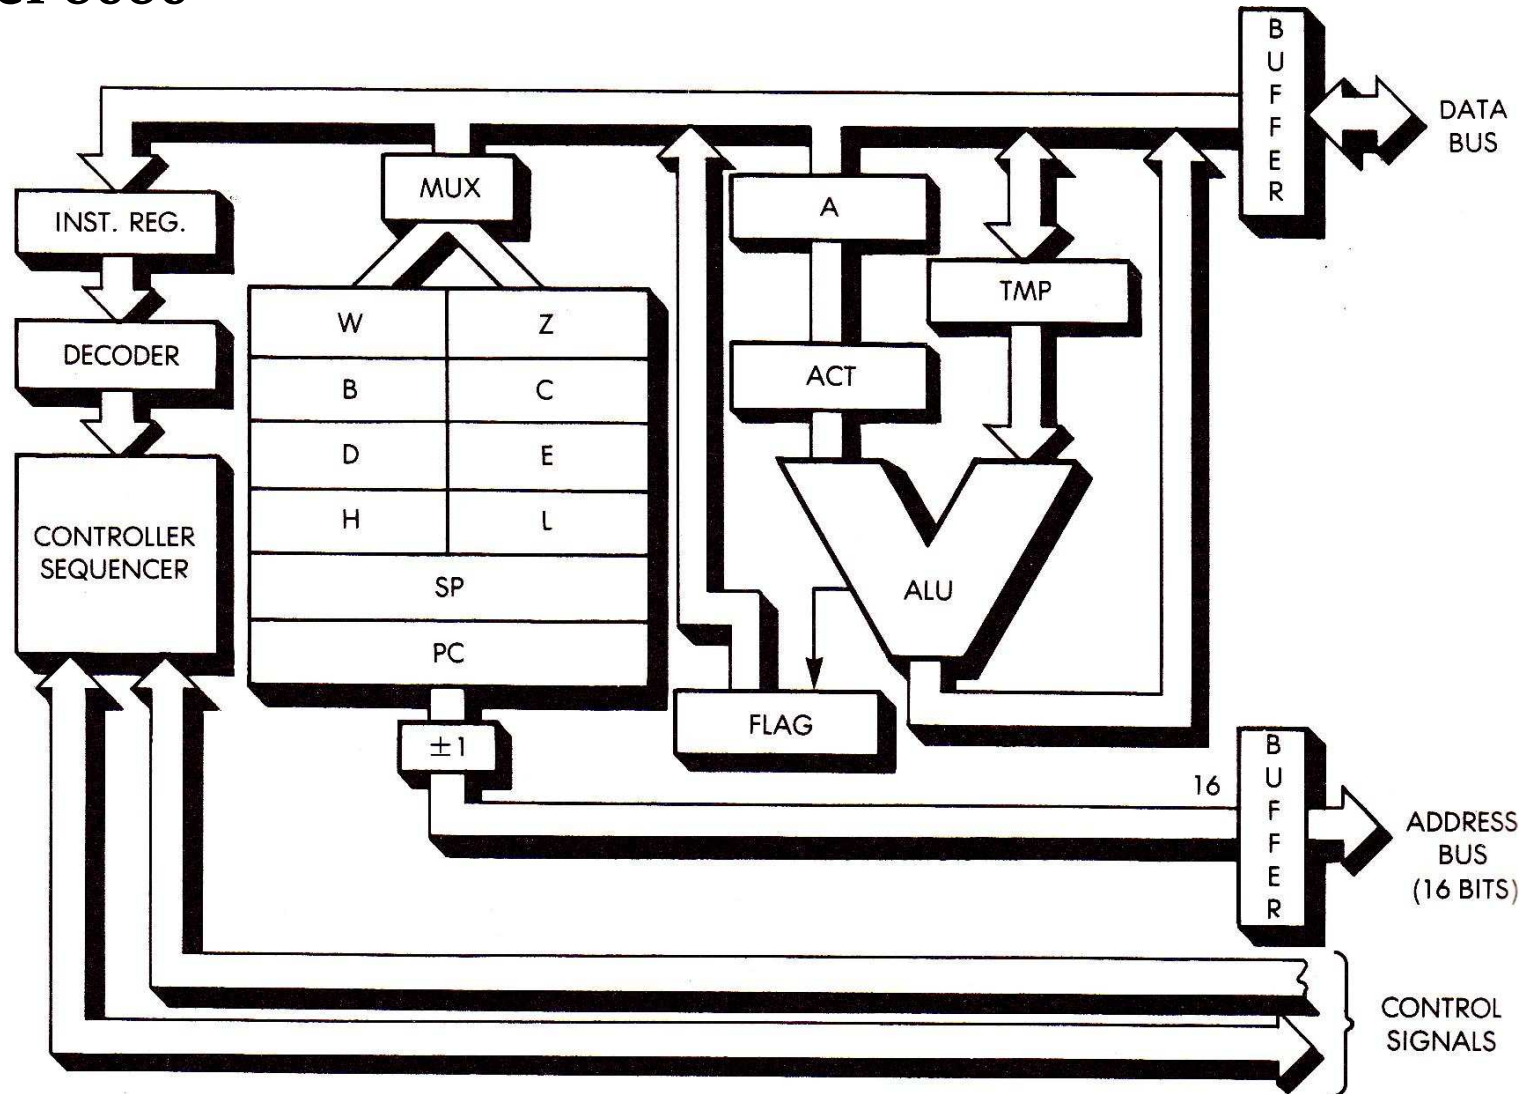 BUFFER
DATA
BUS
MUX
INST. REG.
A
TMP
W Z
DECODER
ACT
B C
D E
H L
CONTROLLER
SEQUENCER
SP
ALU
PC
FLAG
±1
16
BUFFER
ADDRESS
BUS
(16 BITS)
CONTROL
SIGNALS